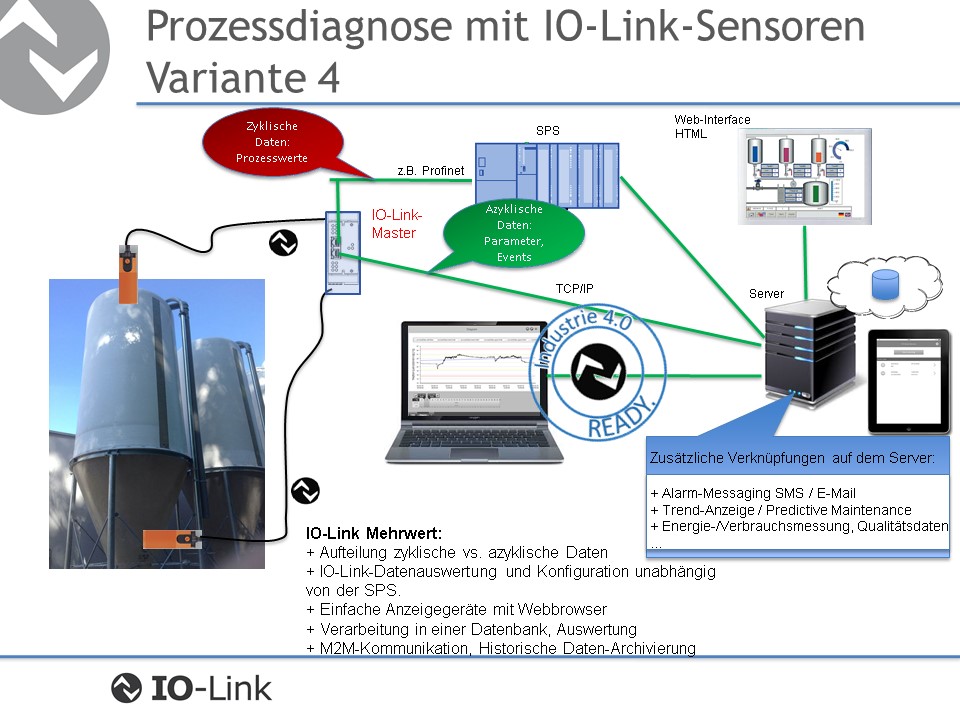 Prozessdiagnose mit IO-Link-Sensoren
Variante 4
Zyklische
Daten:
Prozesswerte
z.B. Profinet
SPS
Web-Interface
HTML
IO-Link-
Master
Azyklische
Daten:
Parameter,
Events
TCP/IP
Server
Industrie 4.0
READY.
Zusätzliche Verknüpfungen auf dem Server:
+ Alarm-Messaging SMS / E-Mail
+ Trend-Anzeige / Predictive Maintenance
+ Energie-/Verbrauchsmessung, Qualitätsdaten
...
IO-Link Mehrwert:
+ Aufteilung zyklische vs. azyklische Daten
+ IO-Link-Datenauswertung und Konfiguration unabhängig
von der SPS.
+ Einfache Anzeigegeräte mit Webbrowser
+ Verarbeitung in einer Datenbank, Auswertung
+ M2M-Kommunikation, Historische Daten-Archivierung
IO-Link